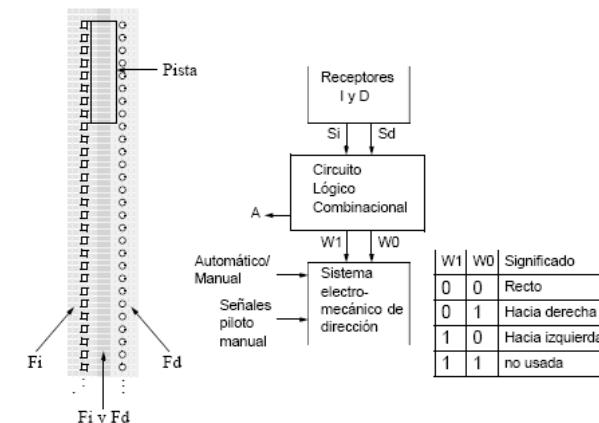 Pista
Fi
Fd
Fi y Fd
Receptores
I y D
Si
Sd
Circuito
Lógico
Combinacional
A
W1
W0
Automático/
Manual
Señales
piloto
manual
Sistema
electro-
mecánico de
dirección
W1 W0 Significado
0 0 Recto
0 1 Hacia derecha
1 0 Hacia izquierda
1 1 no usada